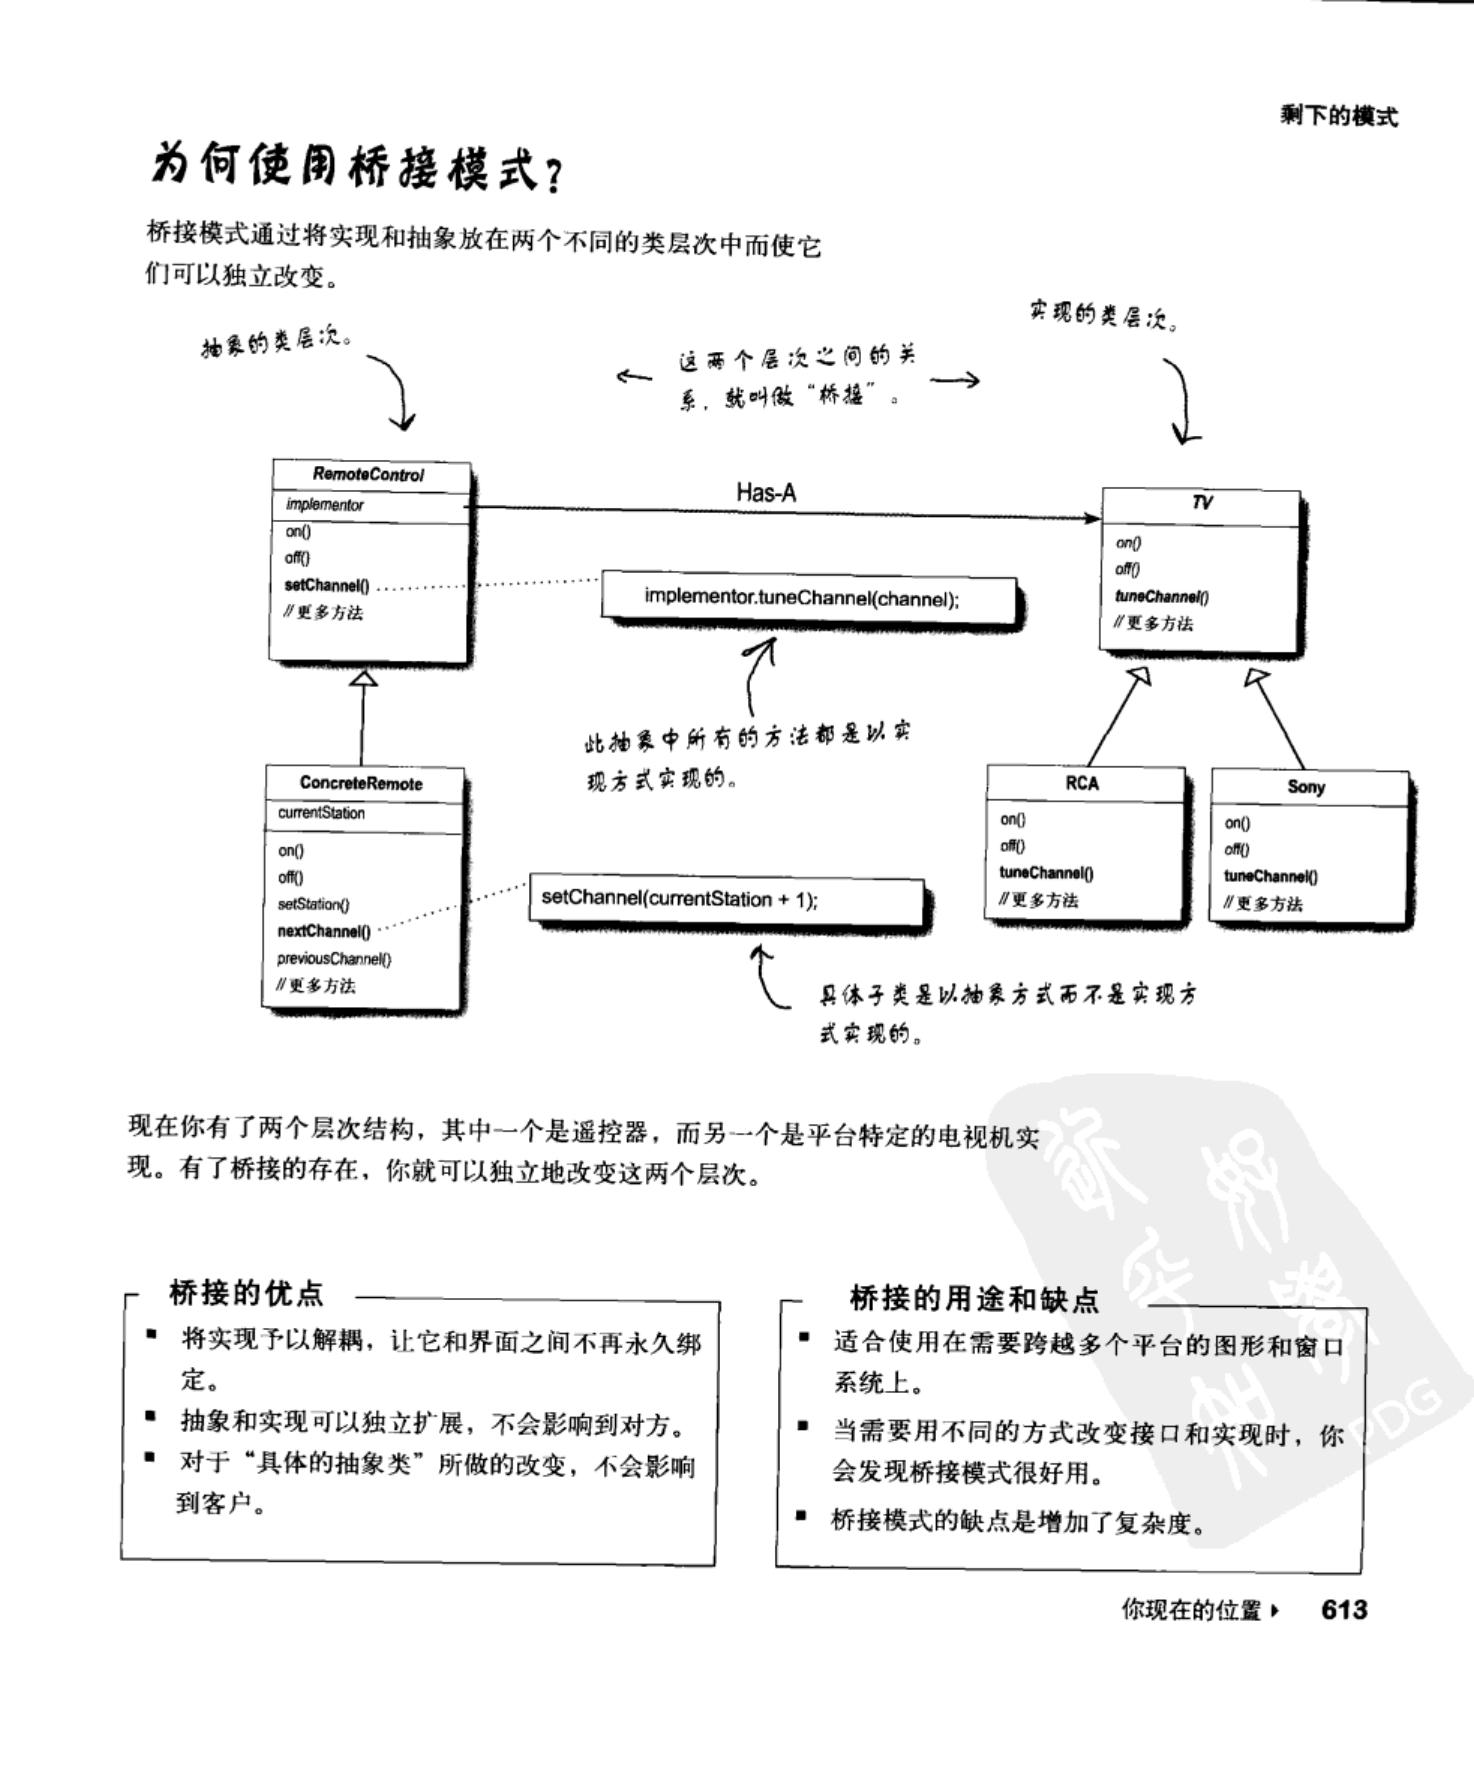 剩下的模式
为何使用桥接模式?
桥接模式通过将实现和抽象放在两个不同的类层次中而使它
们可以独立改变。
抽象的类层次。
这两个层次之间的关
系，就叫做“桥接”。
实现的类层次。
RemoteControl
implementor
on()
off()
setChannel()
//更多方法
Has-A
TV
on()
off()
tuneChannel()
//更多方法
implementor.tuneChannel(channel);
此抽象中所有的方法都是以实
现方式实现的。
ConcreteRemote
currentStation
on()
off()
setStation()
nextChannel()
previousChannel()
//更多方法
setChannel(currentStation + 1);
RCA
on()
off()
tuneChannel()
//更多方法
Sony
on()
off()
tuneChannel()
//更多方法
具体子类是以抽象方式而不是实现方
式实现的。
现在你有了两个层次结构，其中一个是遥控器，而另一个是平台特定的电视机实
现。有了桥接的存在，你就可以独立地改变这两个层次。
桥接的优点
■ 将实现予以解耦，让它和界面之间不再永久绑
定。
■ 抽象和实现可以独立扩展，不会影响到对方。
■ 对于“具体的抽象类”所做的改变，不会影响
到客户。
桥接的用途和缺点
■ 适合使用在需要跨越多个平台的图形和窗口
系统上。
■ 当需要用不同的方式改变接口和实现时，你
会发现桥接模式很好用。
■ 桥接模式的缺点是增加了复杂度。
PDG
你现在的位置▸ 613